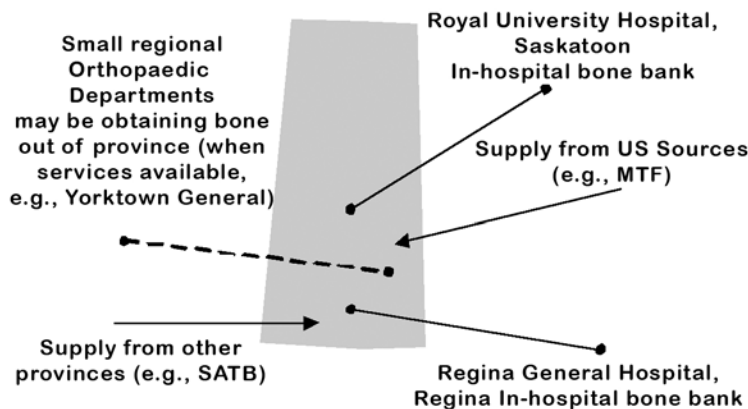 Small regional
Orthopaedic
Departments
may be obtaining bone
out of province (when
services available,
e.g., Yorktown General)
Royal University Hospital,
Saskatoon
In-hospital bone bank
Supply from US Sources
(e.g., MTF)
Supply from other
provinces (e.g., SATB)
Regina General Hospital,
Regina In-hospital bone bank